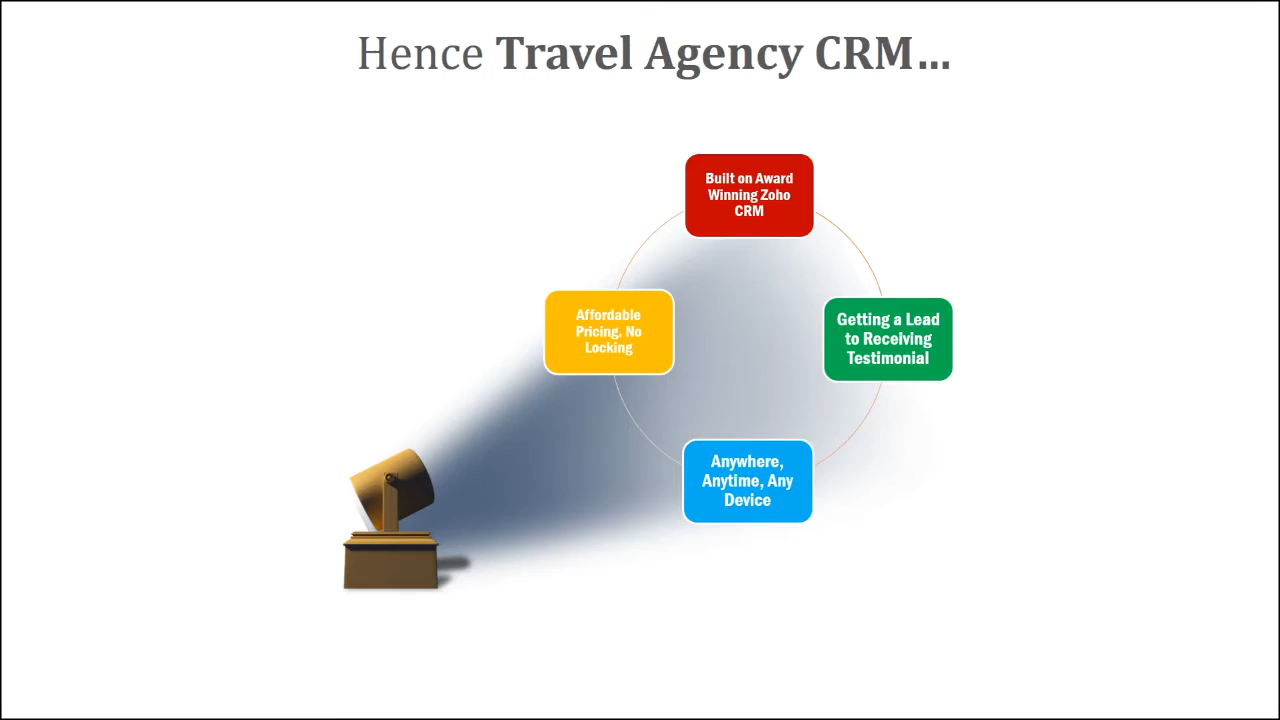 Hence Travel Agency CRM...
Built on Award
Winning Zoho
CRM
Affordable
Pricing. No
Locking
Getting a Lead
to Receiving
Testimonial
Anywhere,
Anytime, Any
Device